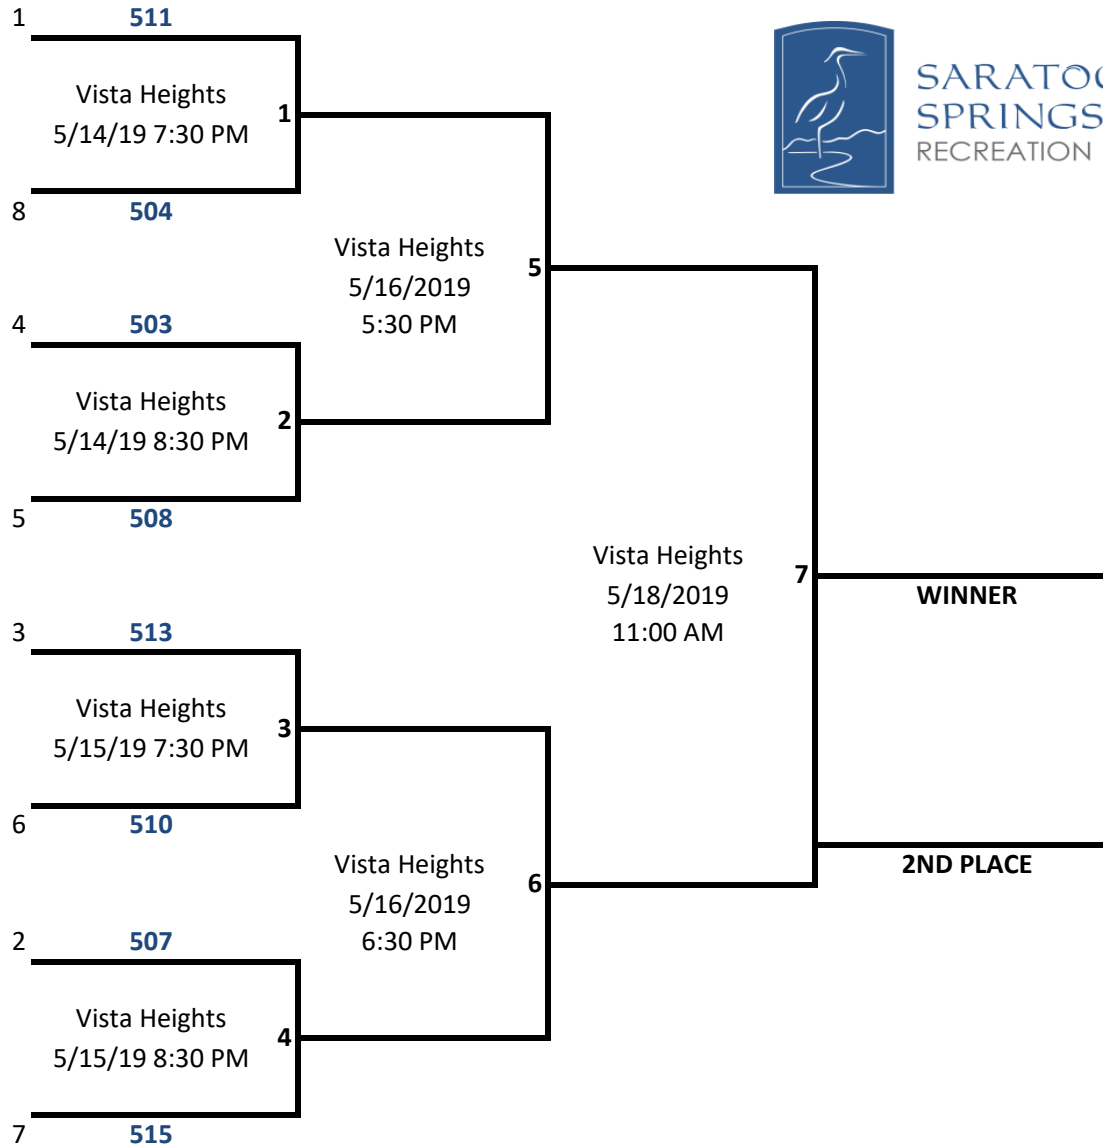 1 511
Vista Heights
5/14/19 7:30 PM
1
8 504
SPRINGS
RECREATION
Vista Heights
5/16/2019
5:30 PM
5
4 503
Vista Heights
5/14/19 8:30 PM
2
5 508
Vista Heights
5/18/2019
11:00 AM
7
WINNER
2ND PLACE
3 513
Vista Heights
5/15/19 7:30 PM
3
6 510
Vista Heights
5/16/2019
6:30 PM
6
2 507
Vista Heights
5/15/19 8:30 PM
4
7 515